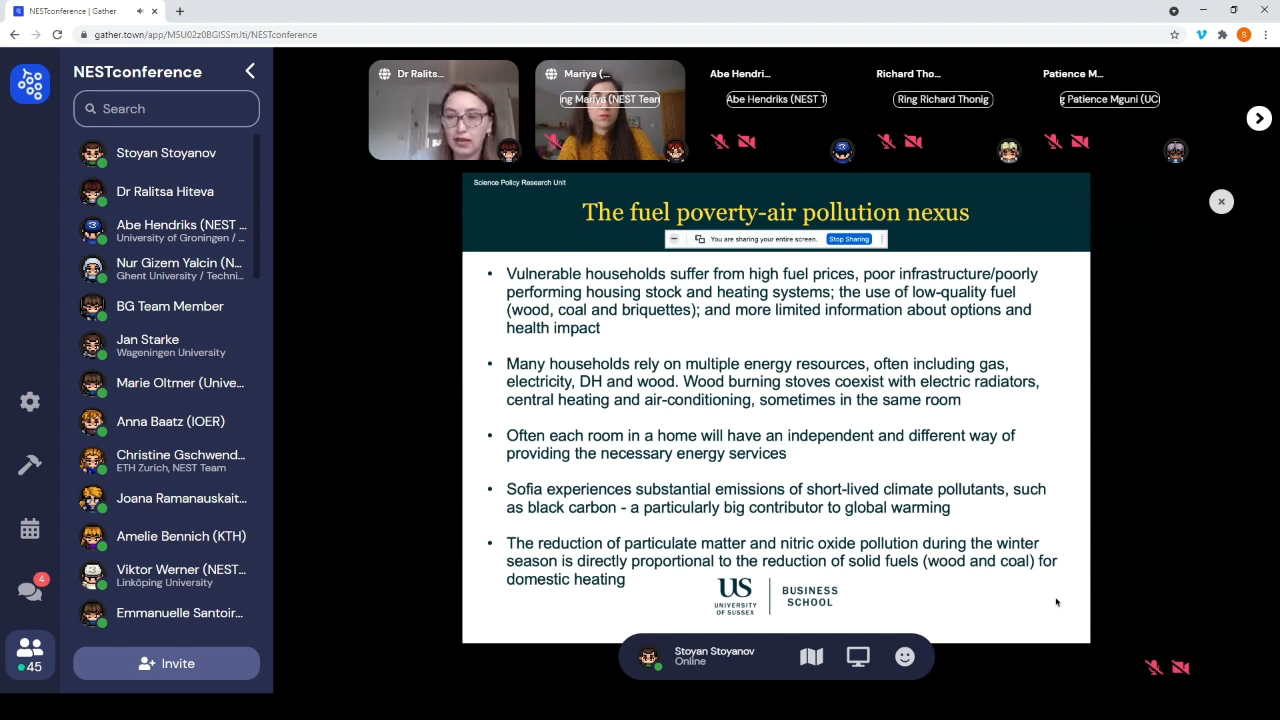 NESTconference | Gather
gather.town/app/M5U02z0BGISSmJti/NESTconference
NESTconference
Search
Stoyan Stoyanov
Dr Ralitsa Hiteva
Abe Hendriks (NEST ...
University of Groningen / ...
Nur Gizem Yalcin (N...
Ghent University / Techni...
BG Team Member
Jan Starke
Wageningen University
Marie Oltmer (Unive...
Anna Baatz (IOER)
Christine Gschwend...
ETH Zurich, NEST Team
Joana Ramanauskait...
Amelie Bennich (KTH)
Viktor Werner (NEST...
Linköping University
Emmanuelle Santoir...
4
45
Invite
Dr Ralits...
Mariya (...
ng Mariya (NEST Team
Abe Hendri...
Abe Hendriks (NEST T
Richard Tho...
Ring Richard Thonig
Patience M...
g Patience Mguni (UC
Science Policy Research Unit
The fuel poverty-air pollution nexus
You are sharing your entire screen.
Stop Sharing
• Vulnerable households suffer from high fuel prices, poor infrastructure/poorly
performing housing stock and heating systems; the use of low-quality fuel
(wood, coal and briquettes); and more limited information about options and
health impact
• Many households rely on multiple energy resources, often including gas,
electricity, DH and wood. Wood burning stoves coexist with electric radiators,
central heating and air-conditioning, sometimes in the same room
• Often each room in a home will have an independent and different way of
providing the necessary energy services
• Sofia experiences substantial emissions of short-lived climate pollutants, such
as black carbon - a particularly big contributor to global warming
• The reduction of particulate matter and nitric oxide pollution during the winter
season is directly proportional to the reduction of solid fuels (wood and coal) for
domestic heating
US
UNIVERSITY
OF SUSSEX
BUSINESS
SCHOOL
Stoyan Stoyanov
Online
S